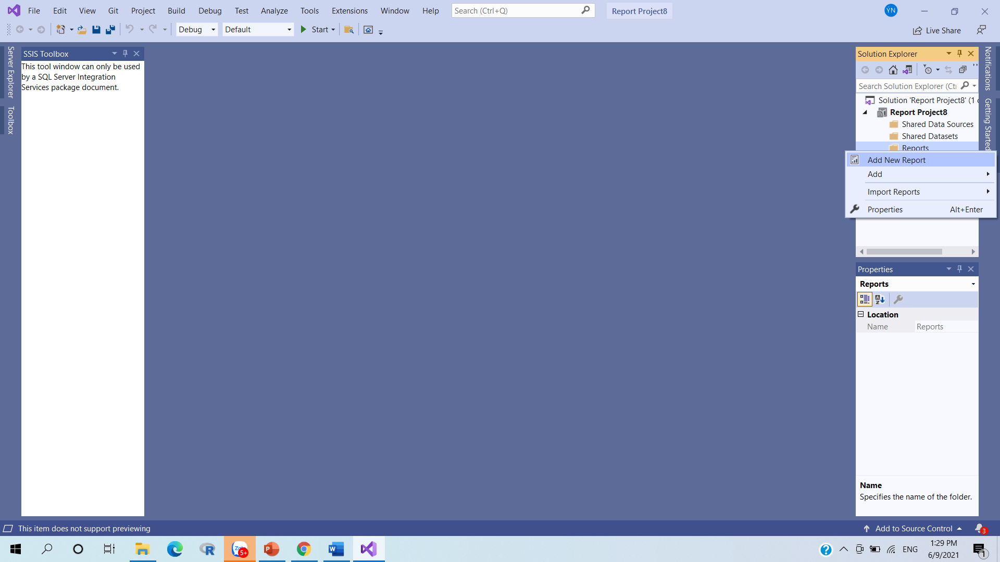 File Edit View Git Project Build Debug Test Analyze Tools Extensions Window Help Search (Ctrl+Q) Report Project8 ÝN
Debug Default Start Live Share
Server Explorer
Toolbox
SSIS Toolbox
This tool window can only be used
by a SQL Server Integration
Services package document.
Solution Explorer
Search Solution Explorer (Ct
Solution 'Report Project8' (1
Report Project8
Shared Data Sources
Shared Datasets
Reports
Add New Report
Add
Import Reports
Properties Alt+Enter
Notifications
Getting Started
Properties
Reports
Location
Name Reports
Name
Specifies the name of the folder.
This item does not support previewing
Add to Source Control 3
5+
ENG
1:29 PM
6/9/2021
1